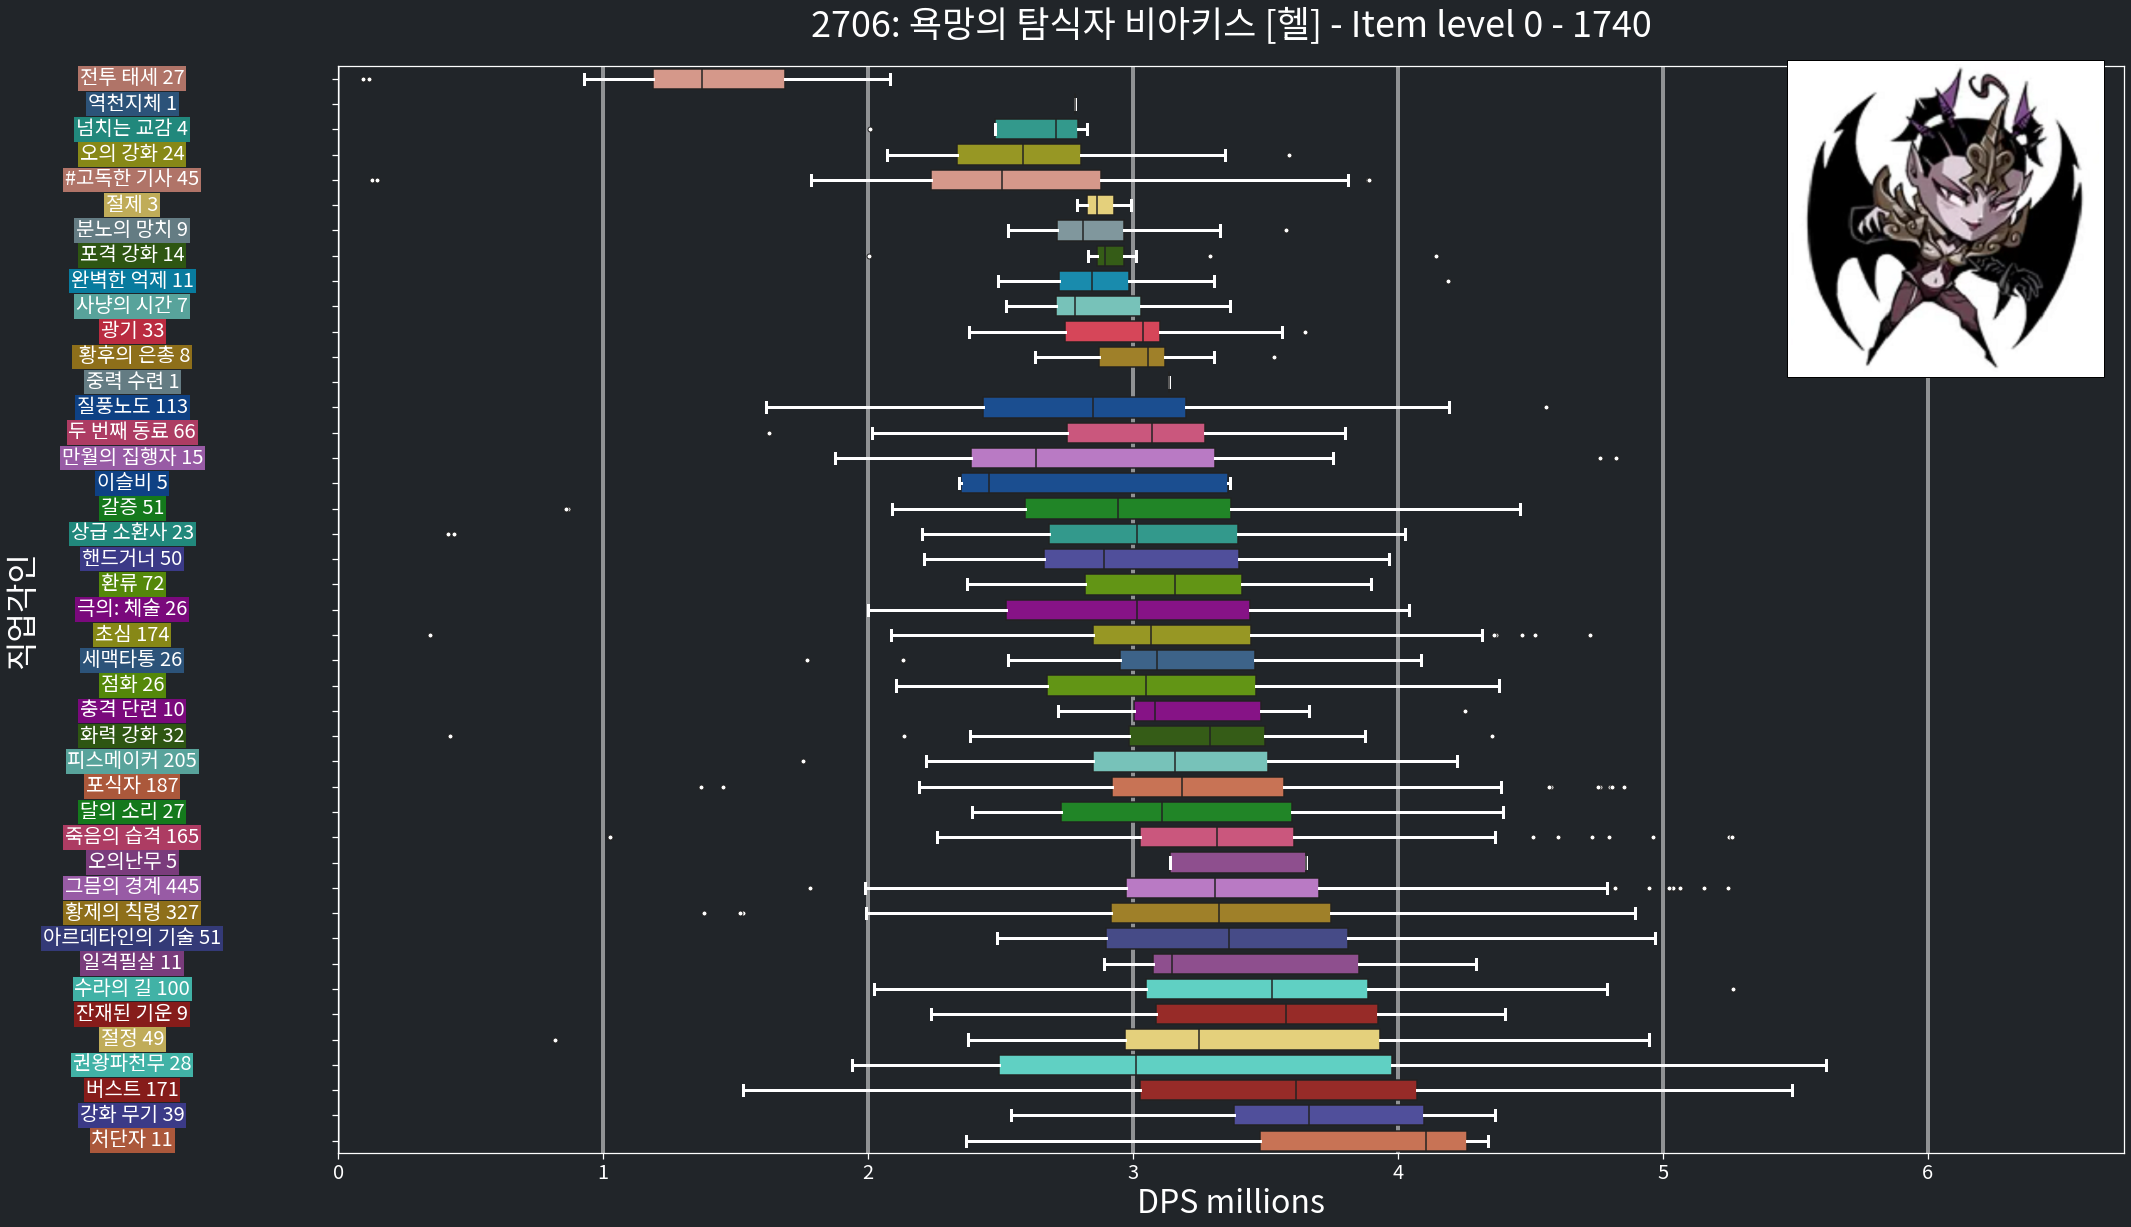 2706: 욕망의 탐식자 비아키스 [헬] - Item level 0 - 1740
직업각인
전투 태세 27
역천지체 1
넘치는 교감 4
오의 강화 24
#고독한 기사 45
절제 3
분노의 망치 9
포격 강화 14
완벽한 억제 11
사냥의 시간 7
광기 33
황후의 은총 8
중력 수련 1
질풍노도 113
두 번째 동료 66
만월의 집행자 15
이슬비 5
갈증 51
상급 소환사 23
핸드거너 50
환류 72
극의: 체술 26
초심 174
세맥타통 26
점화 26
충격 단련 10
화력 강화 32
피스메이커 205
포식자 187
달의 소리 27
죽음의 습격 165
오의난무 5
그믐의 경계 445
황제의 칙령 327
아르데타인의 기술 51
일격필살 11
수라의 길 100
잔재된 기운 9
절정 49
권왕파천무 28
버스트 171
강화 무기 39
처단자 11
0 1 2 3 4 5 6
DPS millions